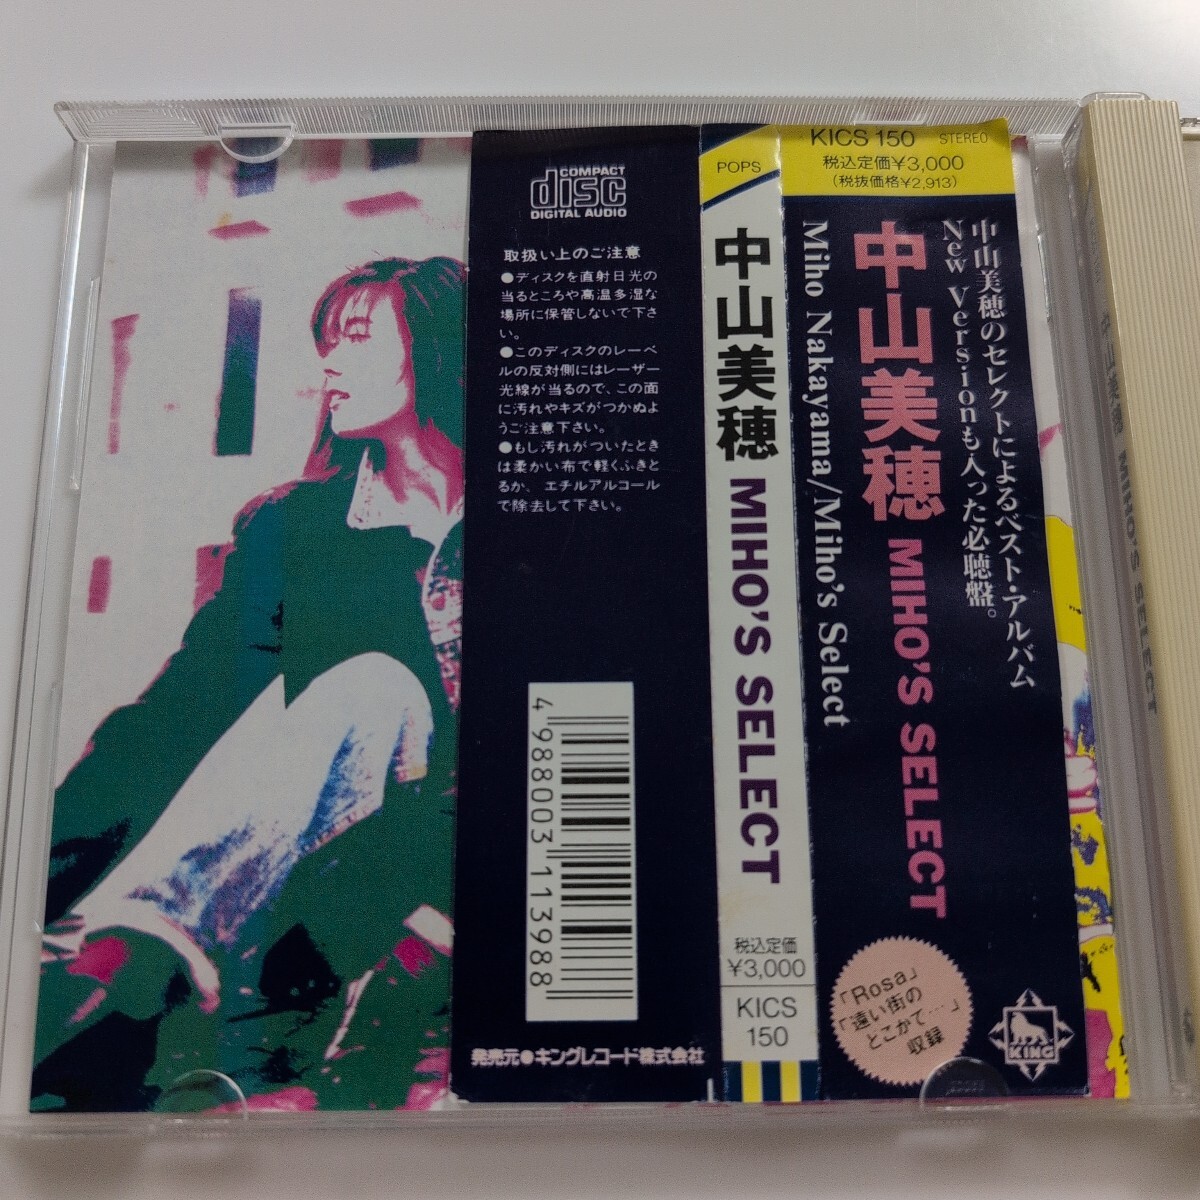 COMPACT
disc
DIGITAL AUDIO
取扱い上のご注意
●ディスクを直射日光の
当るところや高温多湿な
場所に保管しないで下さ
い。
●このディスクのレーベ
ルの反対側にはレーザー
光線が当るので、この面
に汚れやキズがつかぬよ
うご注意下さい。
●もし汚れがついたとき
は柔かい布で軽くふきと
るか、エチルアルコール
で除去して下さい。
4988003113988
発売元●キングレコード株式会社
POPS
中山美穂 MIHO'S SELECT
税込定価
¥3,000
KICS
150
KICS 150 STEREO
税込定価¥3,000
(税抜価格¥2,913)
中山美穂のセレクトによるベスト・アルバム
New Versionも入った必聴盤。
中山美穂 MIHO'S SELECT
Miho Nakayama/Miho's Select
「Rosa」
「遠い街の
どこかで…」
収録
KING
中山美穂 MIHO'S SELECT